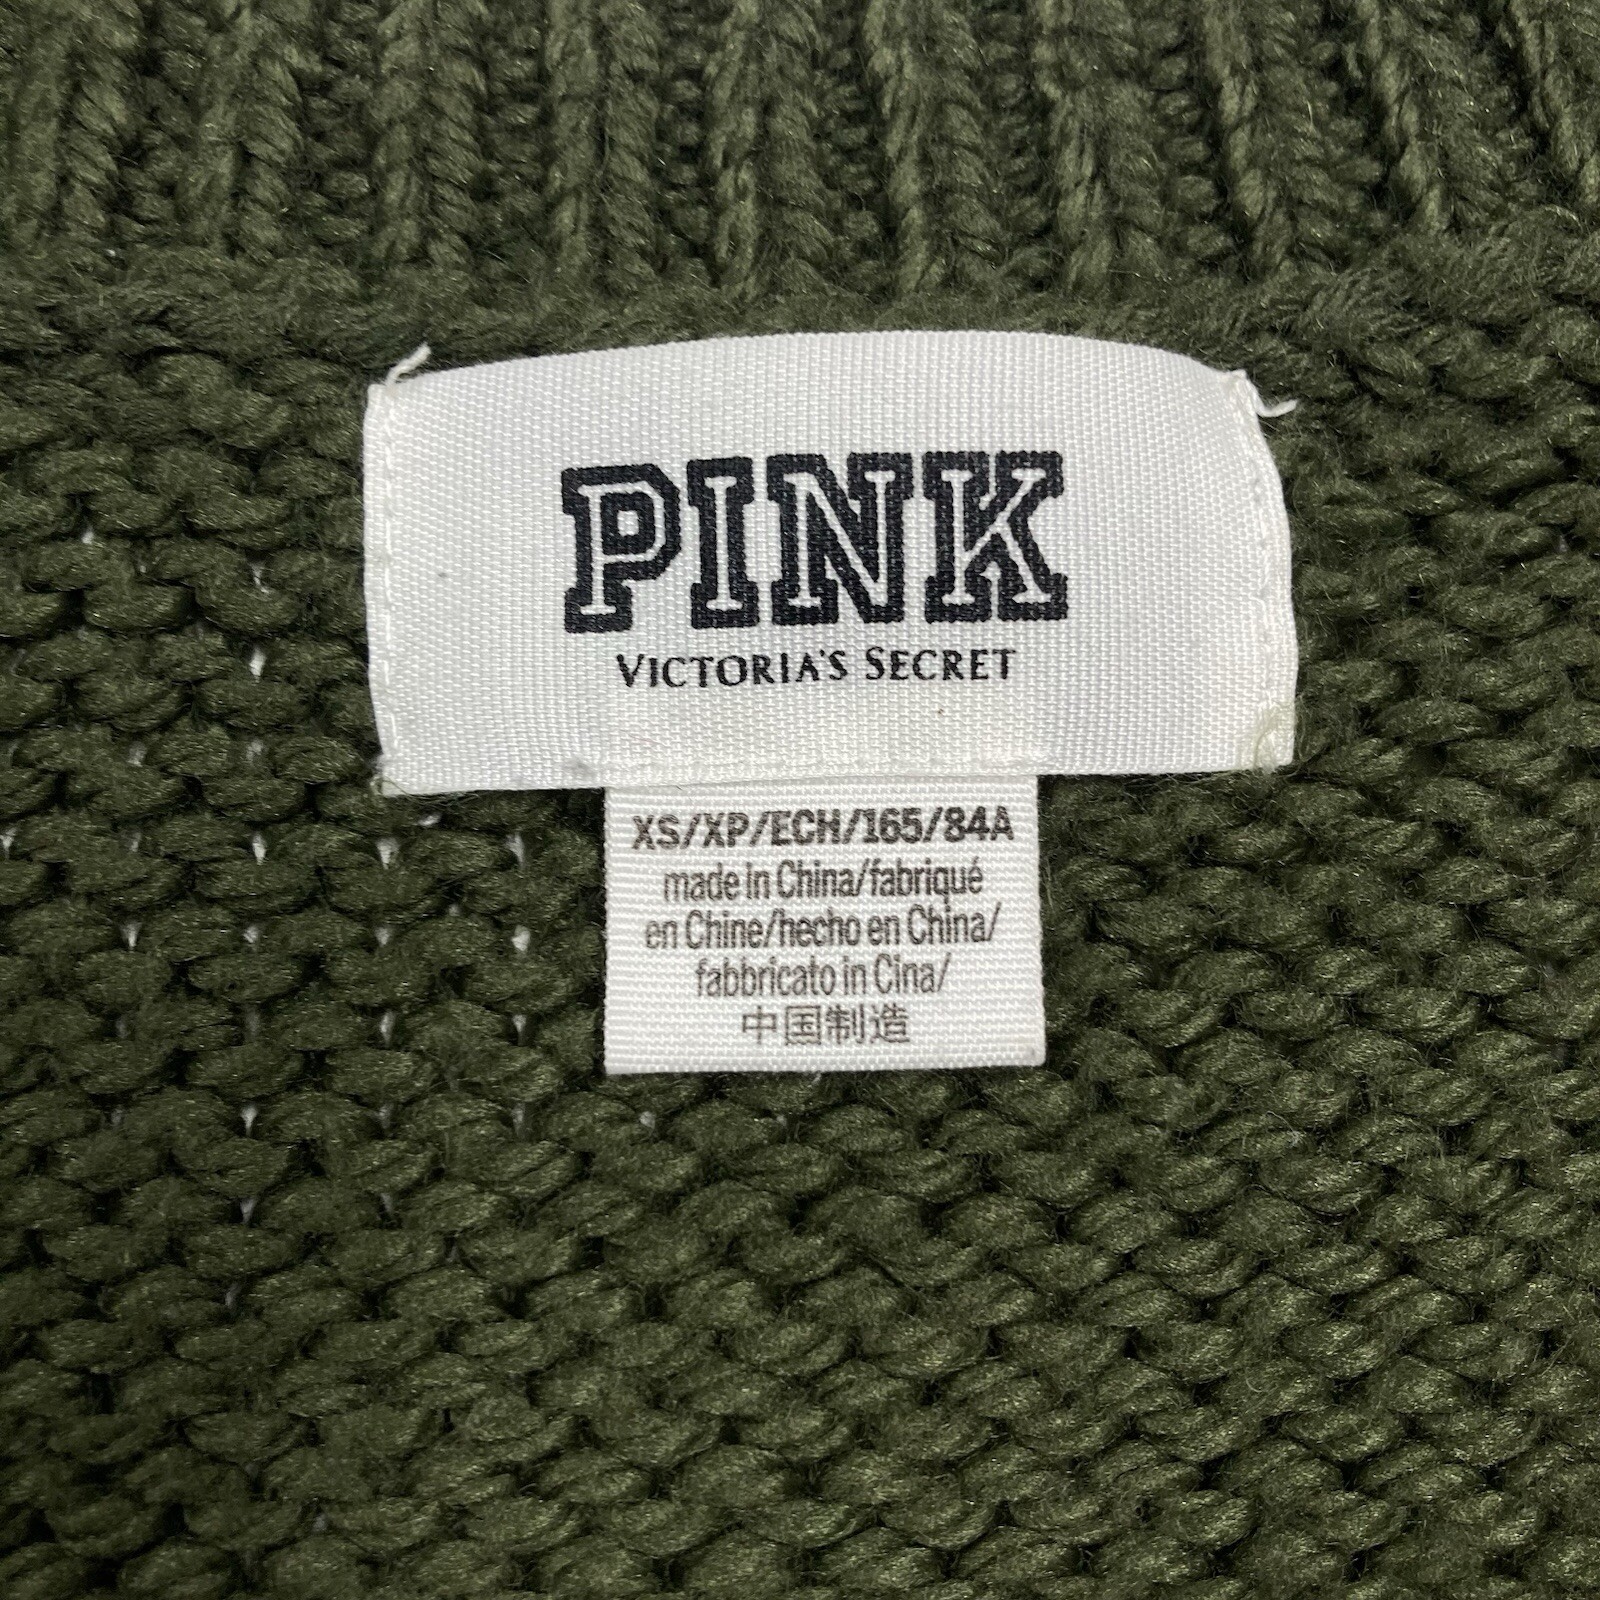 PINK
VICTORIA'S SECRET
XS/XP/ECH/165/84A
made in China/fabriqué
en Chine/hecho en China/
fabbricato in Cina/
中国制造